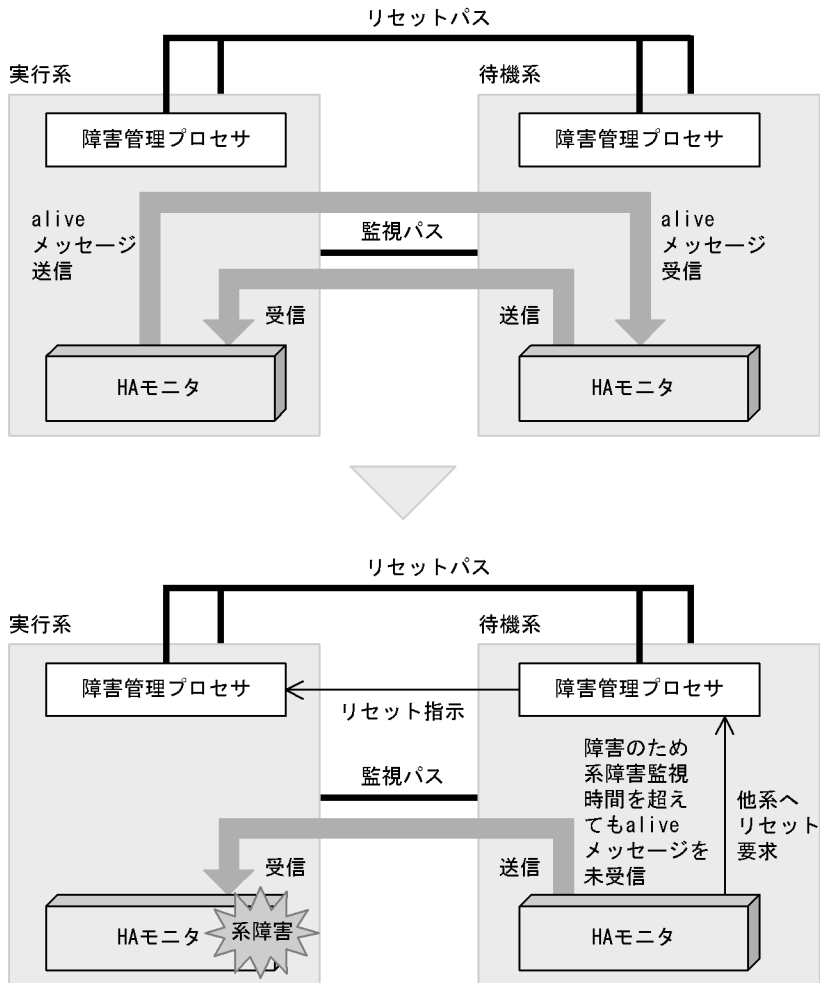 リセットパス
実行系
待機系
障害管理プロセサ
障害管理プロセサ
alive
メッセージ
送信
監視パス
alive
メッセージ
受信
受信
送信
HAモニタ
HAモニタ
リセットパス
実行系
待機系
障害管理プロセサ
障害管理プロセサ
リセット指示
監視パス
障害のため
系障害監視
時間を超え
てもalive
メッセージを
未受信
他系へ
リセット
要求
受信
送信
HAモニタ
系障害
HAモニタ